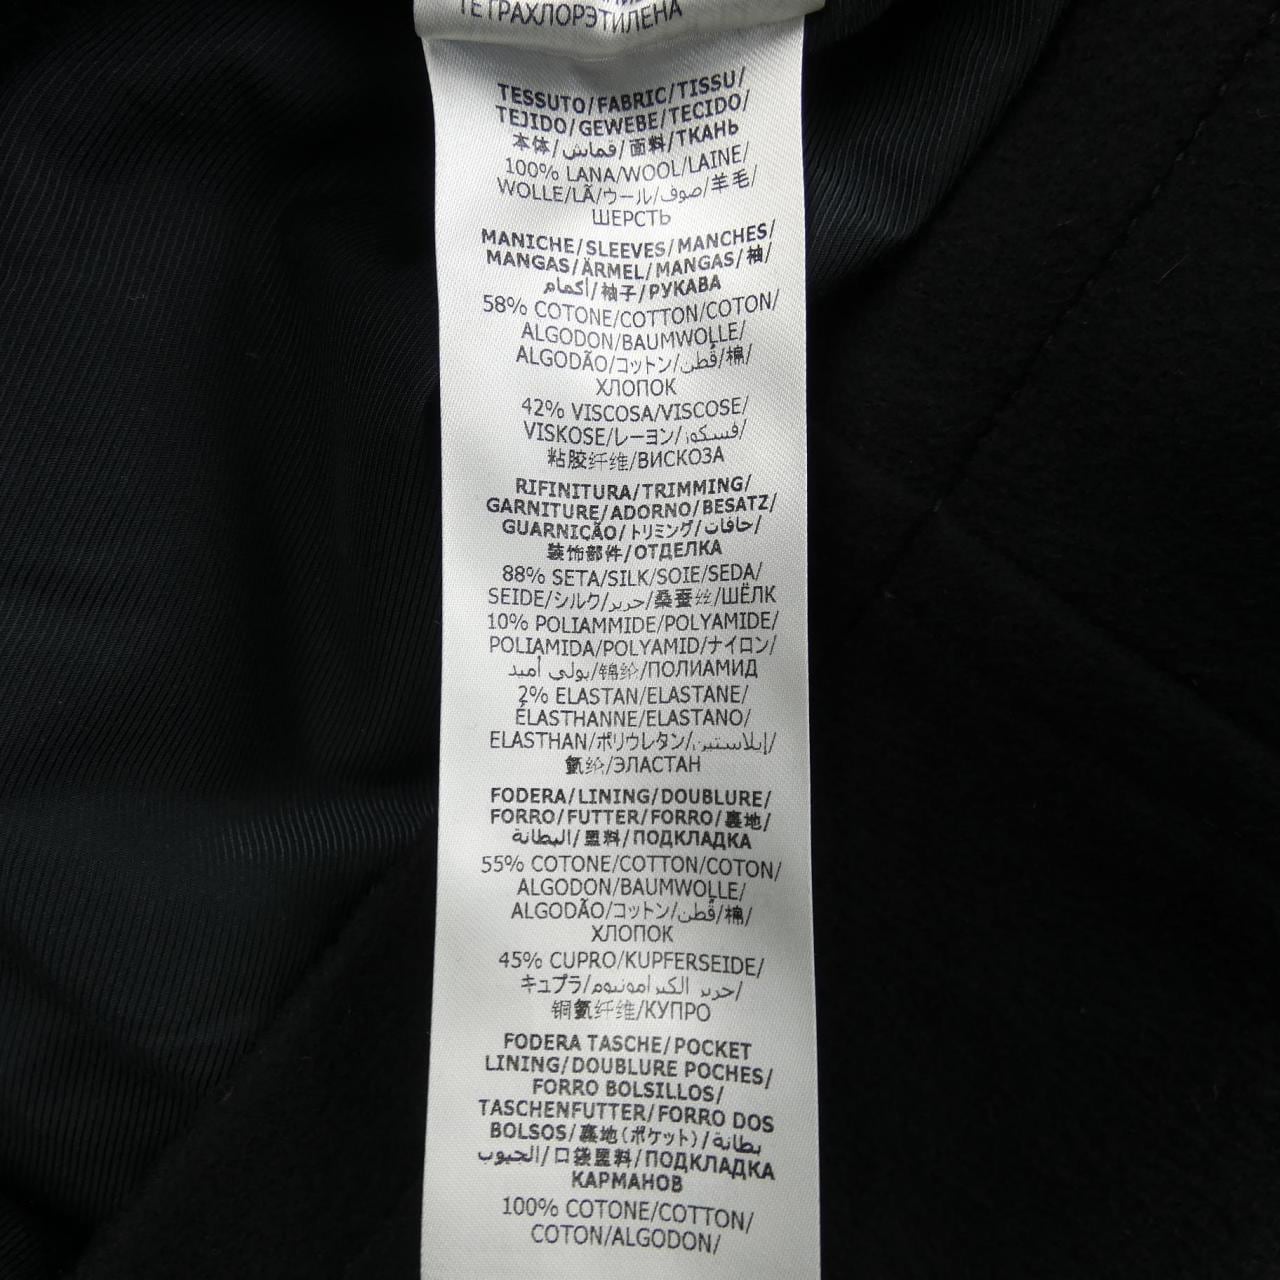 ТЕТРАХЛОРЭТИЛЕНА
TESSUTO/FABRIC/TISSU/
TEJIDO/GEWEBE/TECIDO/
本体/قماش/面料/ТКАНЬ
100% LANA/WOOL/LAINE/
WOLLE/LÃ/ウール/صوف/羊毛/
ШЕРСТЬ
MANICHE/SLEEVES/MANCHES/
MANGAS/ÄRMEL/MANGAS/袖/
أكمام/袖子/РУКАВА
58% COTONE/COTTON/COTON/
ALGODON/BAUMWOLLE/
ALGODÃO/コットン/قُطن/棉/
ХЛОПОК
42% VISCOSA/VISCOSE/
VISKOSE/レーヨン/فسكوز/
粘胶纤维/ВИСКОЗА
RIFINITURA/TRIMMING/
GARNITURE/ADORNO/BESATZ/
GUARNIÇÃO/トリミング/حافات/
装饰部件/ОТДЕЛКА
88% SETA/SILK/SOIE/SEDA/
SEIDE/シルク/حرير/桑蚕丝/ШЁЛК
10% POLIAMMIDE/POLYAMIDE/
POLIAMIDA/POLYAMID/ナイロン/
بولي أميد/锦纶/ПОЛИАМИД
2% ELASTAN/ELASTANE/
ÉLASTHANNE/ELASTANO/
ELASTHAN/ポリウレタン/إيلاستين/
氨纶/ЭЛАСТАН
FODERA/LINING/DOUBLURE/
FORRO/FUTTER/FORRO/裏地/
البطانة/里料/ПОДКЛАДКА
55% COTONE/COTTON/COTON/
ALGODON/BAUMWOLLE/
ALGODÃO/コットン/قُطن/棉/
ХЛОПОК
45% CUPRO/KUPFERSEIDE/
キュプラ/حرير الكبرامونيوم/
铜氨纤维/КУПРО
FODERA TASCHE/POCKET
LINING/DOUBLURE POCHES/
FORRO BOLSILLOS/
TASCHENFUTTER/FORRO DOS
BOLSOS/裏地(ポケット)/بطانة
الجيوب/口袋里料/ПОДКЛАДКА
КАРМАНОВ
100% COTONE/COTTON/
COTON/ALGODON/